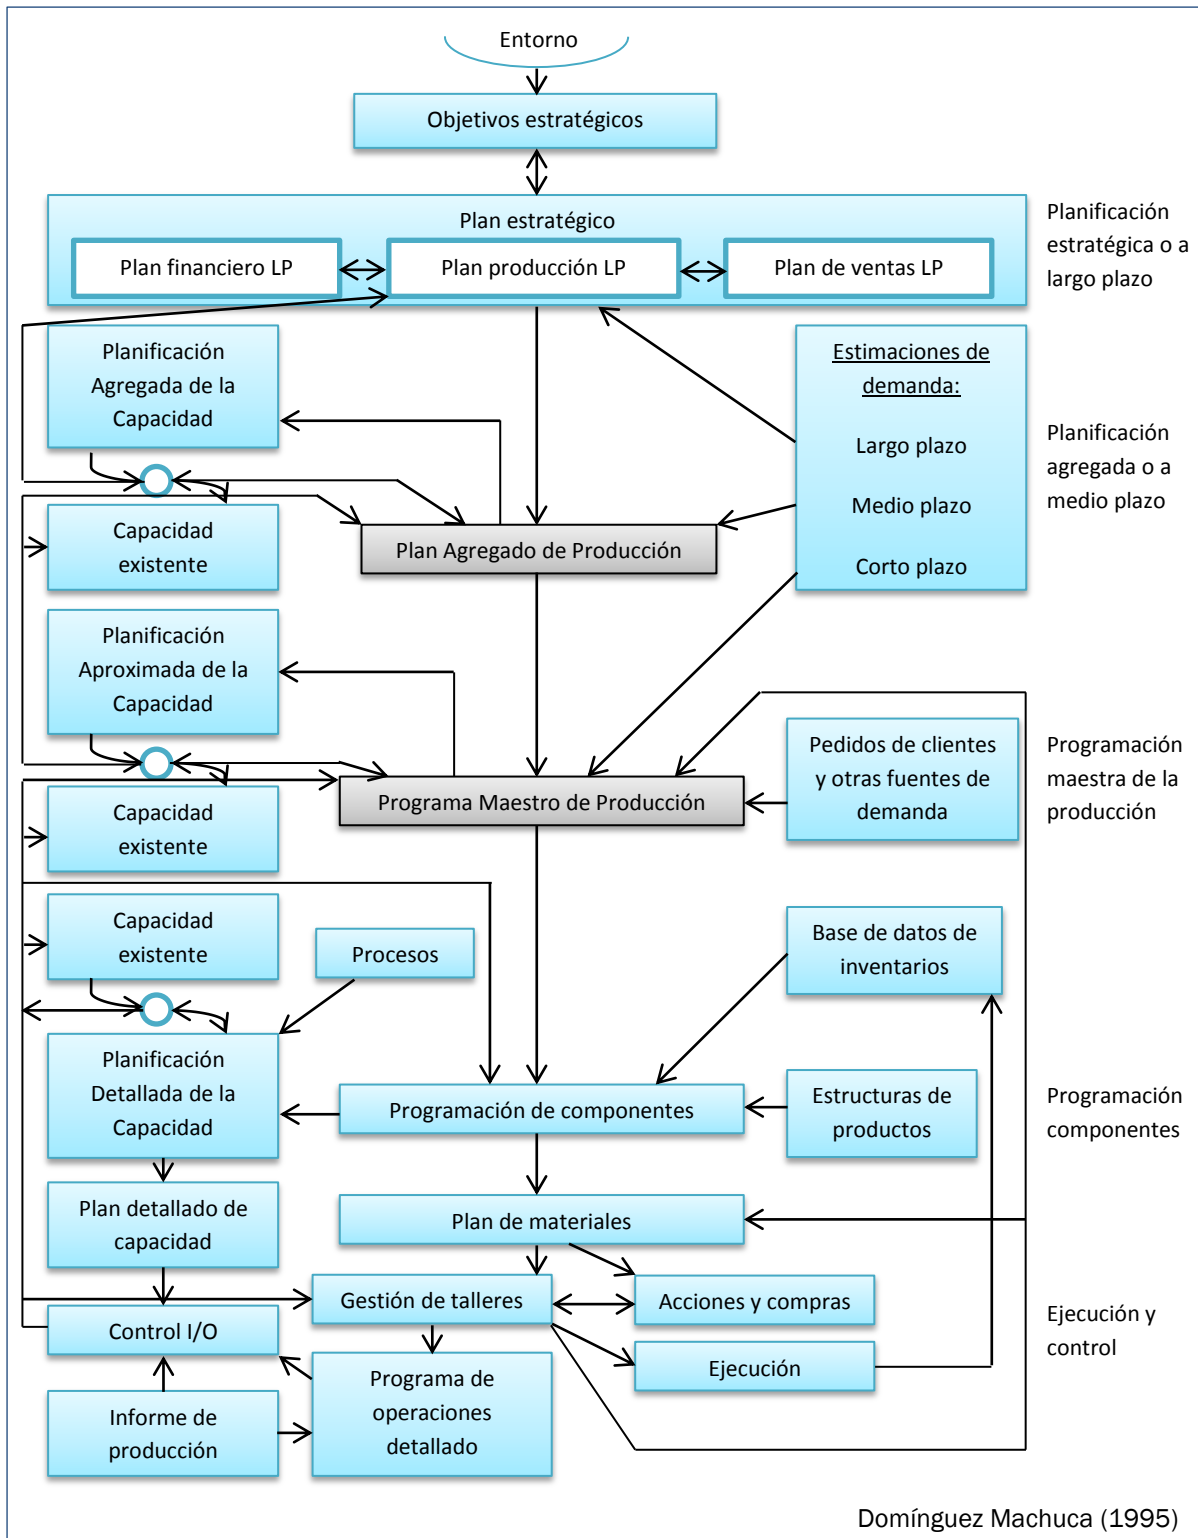 Entorno
Objetivos estratégicos
Plan estratégico
Plan financiero LP
Plan producción LP
Plan de ventas LP
Planificación
estratégica o a
largo plazo
Planificación
Agregada de la
Capacidad
Estimaciones de
demanda:
Largo plazo
Medio plazo
Corto plazo
Planificación
agregada o a
medio plazo
Capacidad
existente
Plan Agregado de Producción
Planificación
Aproximada de la
Capacidad
Pedidos de clientes
y otras fuentes de
demanda
Programación
maestra de la
producción
Programa Maestro de Producción
Capacidad
existente
Capacidad
existente
Procesos
Base de datos de
inventarios
Planificación
Detallada de la
Capacidad
Programación de componentes
Estructuras de
productos
Programación
componentes
Plan detallado de
capacidad
Plan de materiales
Gestión de talleres
Acciones y compras
Control I/O
Ejecución
Ejecución y
control
Informe de
producción
Programa de
operaciones
detallado
Domínguez Machuca (1995)